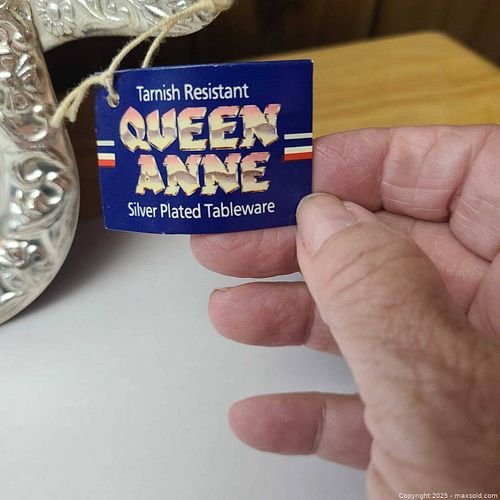 Tarnish Resistant
QUEEN
ANNE
Silver Plated Tableware
Copyright 2025 - maxsold.com